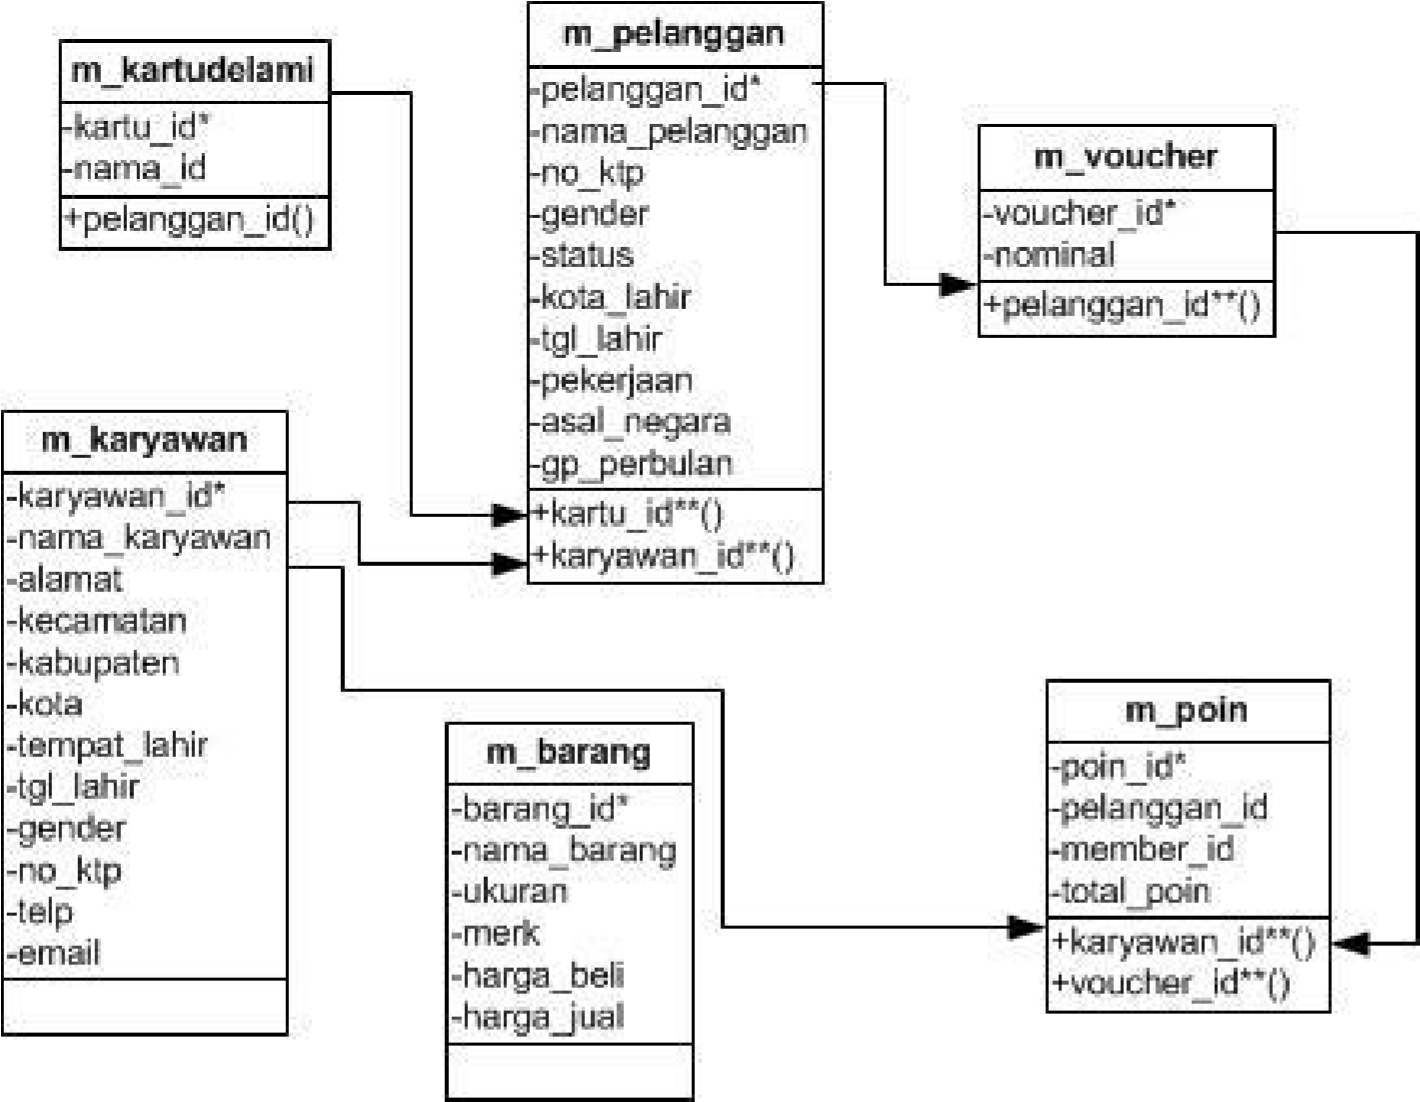 m_kartudelami
-kartu_id*
-nama_id
+pelanggan_id()
m_pelanggan
-pelanggan_id*
-nama_pelanggan
-no_ktp
-gender
-status
-kota_lahir
-tgl_lahir
-pekerjaan
-asal_negara
-gp_perbulan
+kartu_id**()
+karyawan_id**()
m_voucher
-voucher_id*
-nominal
+pelanggan_id**()
m_karyawan
-karyawan_id*
-nama_karyawan
-alamat
-kecamatan
-kabupaten
-kota
-tempat_lahir
-tgl_lahir
-gender
-no_ktp
-telp
-email
m_barang
-barang_id*
-nama_barang
-ukuran
-merk
-harga_beli
-harga_jual
m_poin
-poin_id*
-pelanggan_id
-member_id
-total_poin
+karyawan_id**()
+voucher_id**()